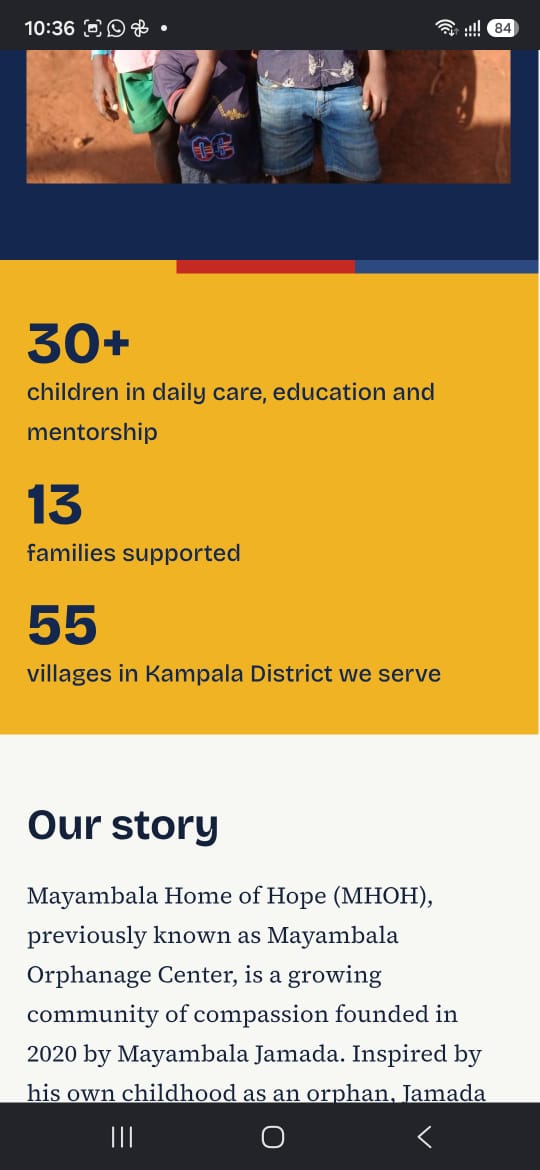 10:36
84
OG
30+
children in daily care, education and
mentorship
13
families supported
55
villages in Kampala District we serve
Our story
Mayambala Home of Hope (MHOH),
previously known as Mayambala
Orphanage Center, is a growing
community of compassion founded in
2020 by Mayambala Jamada. Inspired by
his own childhood as an orphan, Jamada